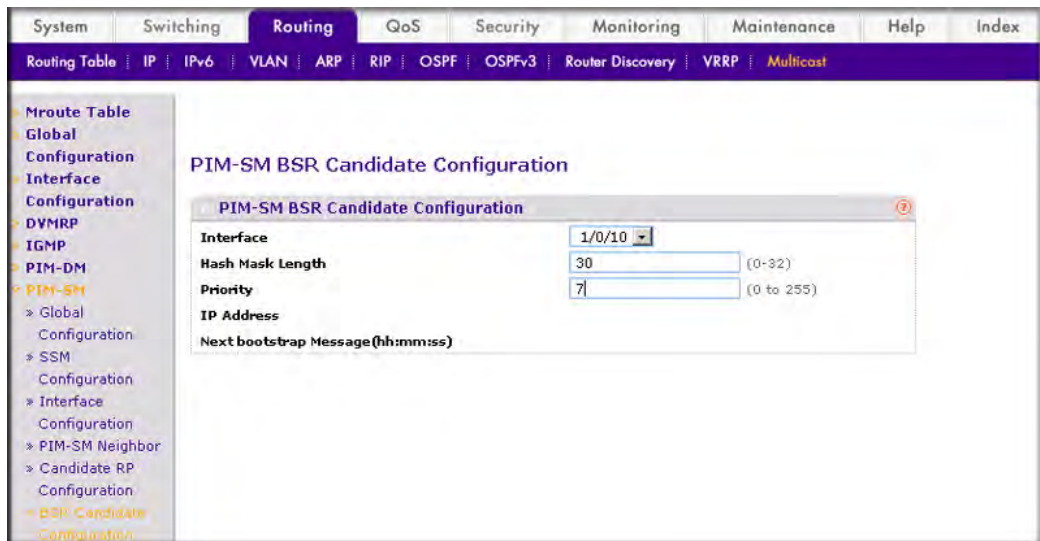 System Switching Routing QoS Security Monitoring Maintenance Help Index
Routing Table IP IPv6 VLAN ARP RIP OSPF OSPFv3 Router Discovery VRRP Multicast
Mroute Table
Global
Configuration
Interface
Configuration
DVMRP
IGMP
PIM-DM
PIM-SM
» Global
Configuration
» SSM
Configuration
» Interface
Configuration
» PIM-SM Neighbor
» Candidate RP
Configuration
» BSR Candidate
Configuration
PIM-SM BSR Candidate Configuration
PIM-SM BSR Candidate Configuration ?
Interface 1/0/10
Hash Mask Length 30 (0-32)
Priority 7 (0 to 255)
IP Address
Next bootstrap Message(hh:mm:ss)